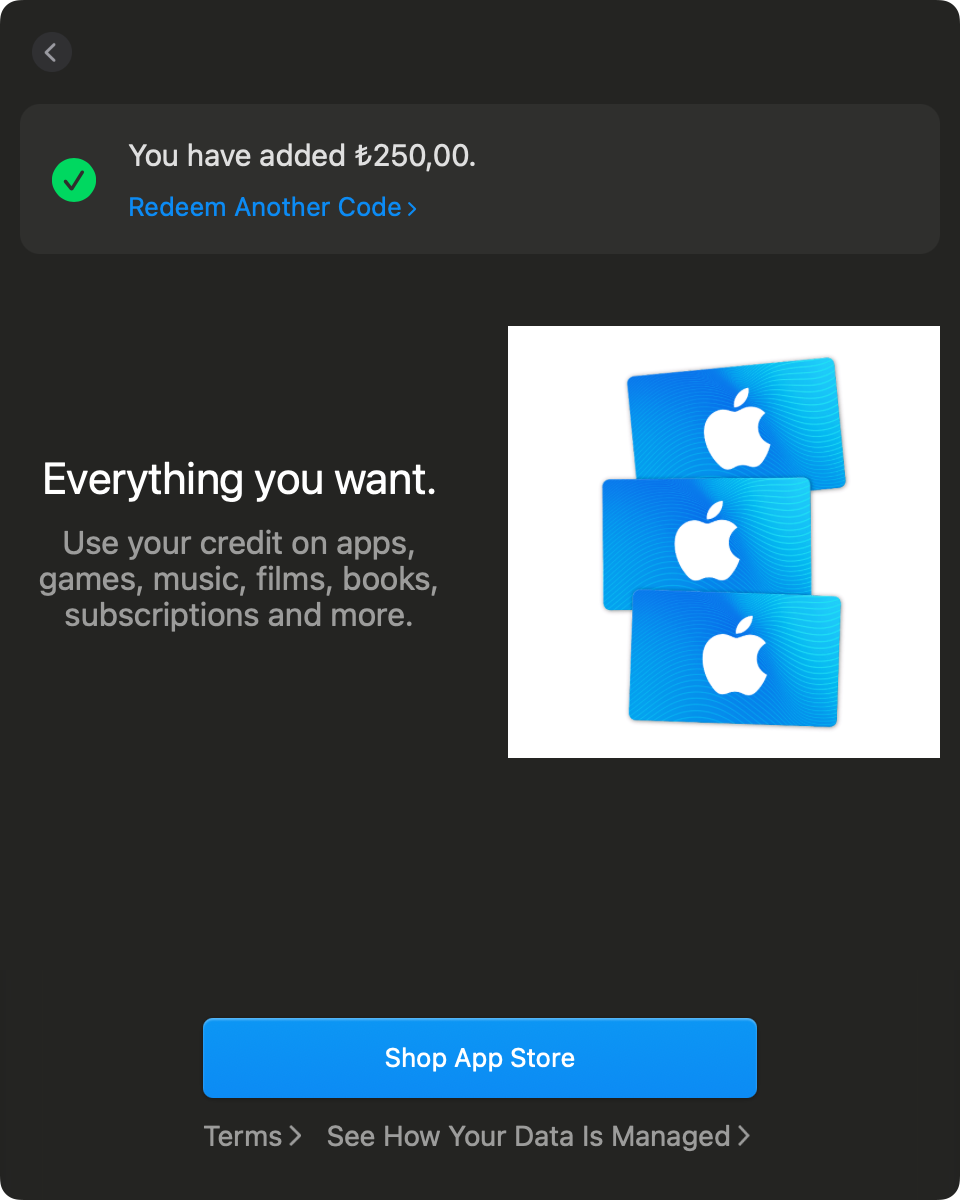 You have added ₺250,00.
Redeem Another Code >
Everything you want.
Use your credit on apps,
games, music, films, books,
subscriptions and more.
Shop App Store
Terms > See How Your Data Is Managed >